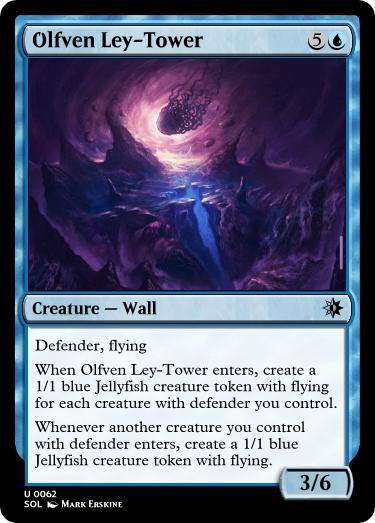 Olfven Ley-Tower 5
Creature — Wall
Defender, flying
When Olfven Ley-Tower enters, create a
1/1 blue Jellyfish creature token with flying
for each creature with defender you control.
Whenever another creature you control
with defender enters, create a 1/1 blue
Jellyfish creature token with flying.
3/6
U 0062
SOL Mark Erskine